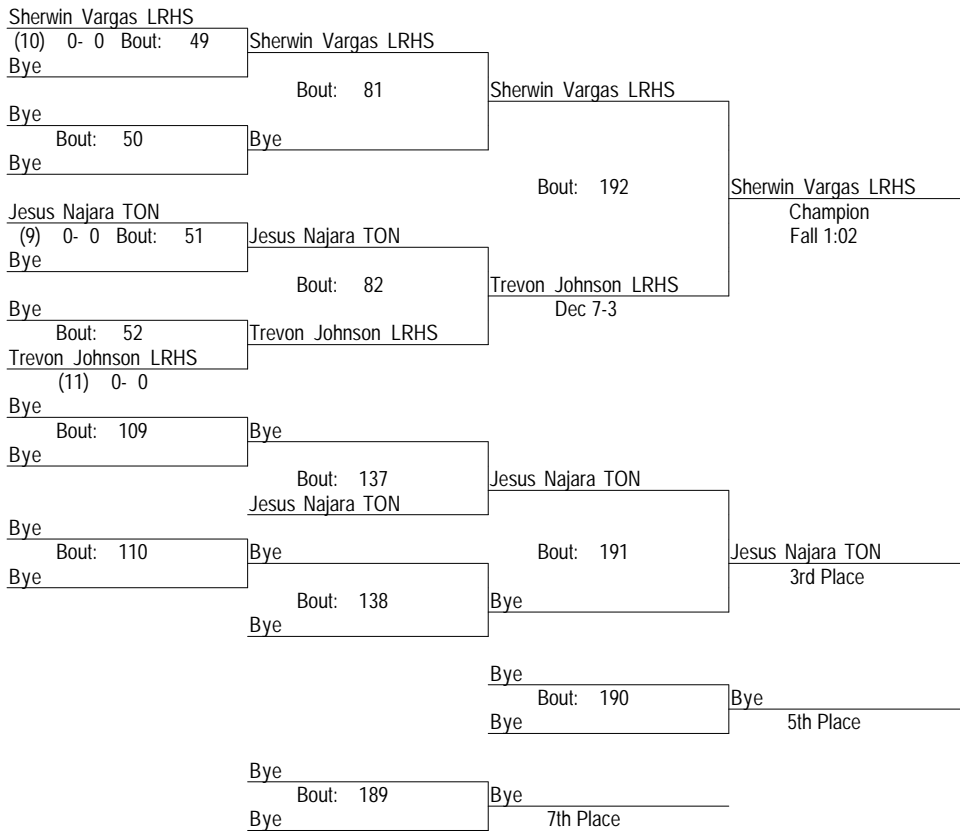 Sherwin Vargas LRHS
(10) 0- 0 Bout: 49 Sherwin Vargas LRHS
Bye
Bout: 81 Sherwin Vargas LRHS
Bye
Bout: 50 Bye
Bye
Bout: 192 Sherwin Vargas LRHS
Jesus Najara TON Champion
(9) 0- 0 Bout: 51 Jesus Najara TON Fall 1:02
Bye
Bout: 82 Trevon Johnson LRHS
Bye Dec 7-3
Bout: 52 Trevon Johnson LRHS
Trevon Johnson LRHS
(11) 0- 0
Bye
Bout: 109 Bye
Bye
Bout: 137 Jesus Najara TON
Jesus Najara TON
Bye
Bout: 110 Bye Bout: 191 Jesus Najara TON
Bye 3rd Place
Bout: 138 Bye
Bye
Bye
Bout: 190 Bye
Bye 5th Place
Bye
Bout: 189 Bye
Bye 7th Place